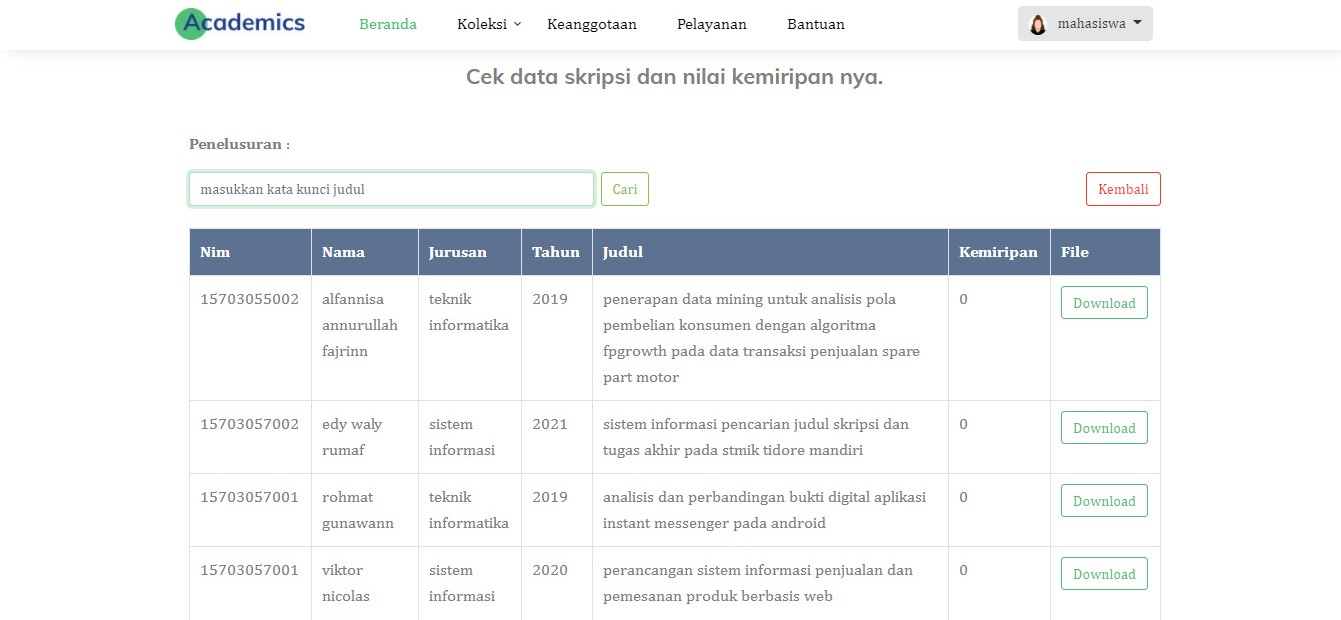 Academics Beranda Koleksi Keanggotaan Pelayanan Bantuan mahasiswa
Cek data skripsi dan nilai kemiripan nya.
Penelusuran :
masukkan kata kunci judul Cari Kembali
Nim Nama Jurusan Tahun Judul Kemiripan File
15703055002 alfannisa teknik 2019 penerapan data mining untuk analisis pola 0 Download
annurullah informatika pembelian konsumen dengan algoritma
fajrinn fpgrowth pada data transaksi penjualan spare
part motor
15703057002 edy waly sistem 2021 sistem informasi pencarian judul skripsi dan 0 Download
rumaf informasi tugas akhir pada stmik tidore mandiri
15703057001 rohmat teknik 2019 analisis dan perbandingan bukti digital aplikasi 0 Download
gunawann informatika instant messenger pada android
15703057001 viktor sistem 2020 perancangan sistem informasi penjualan dan 0 Download
nicolas informasi pemesanan produk berbasis web